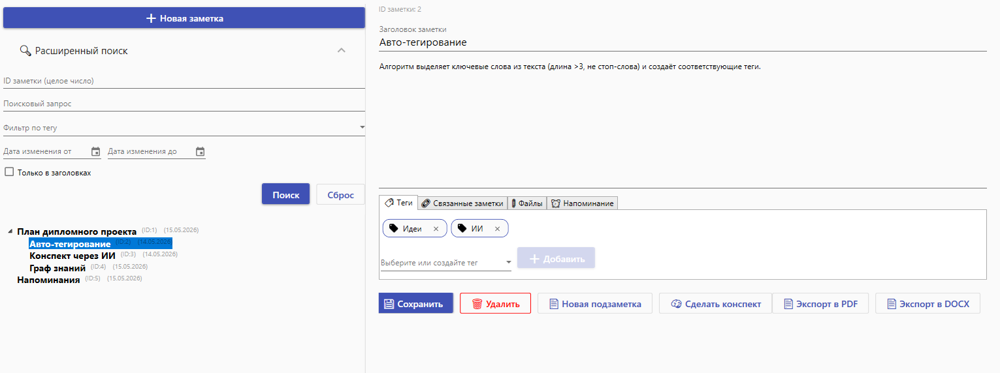 Новая заметка
Расширенный поиск
ID заметки (целое число)
Поисковый запрос
Фильтр по тегу
Дата изменения от
Дата изменения до
Только в заголовках
Поиск
Сброс
План дипломного проекта (ID:1) (15.05.2026)
Авто-тегирование (ID:2) (14.05.2026)
Конспект через ИИ (ID:3) (14.05.2026)
Граф знаний (ID:4) (15.05.2026)
Напоминания (ID:5) (15.05.2026)
ID заметки: 2
Заголовок заметки
Авто-тегирование
Алгоритм выделяет ключевые слова из текста (длина >3, не стоп-слова) и создаёт соответствующие теги.
Теги
Связанные заметки
Файлы
Напоминание
Идеи
ИИ
Выберите или создайте тег
Добавить
Сохранить
Удалить
Новая подзаметка
Сделать конспект
Экспорт в PDF
Экспорт в DOCX